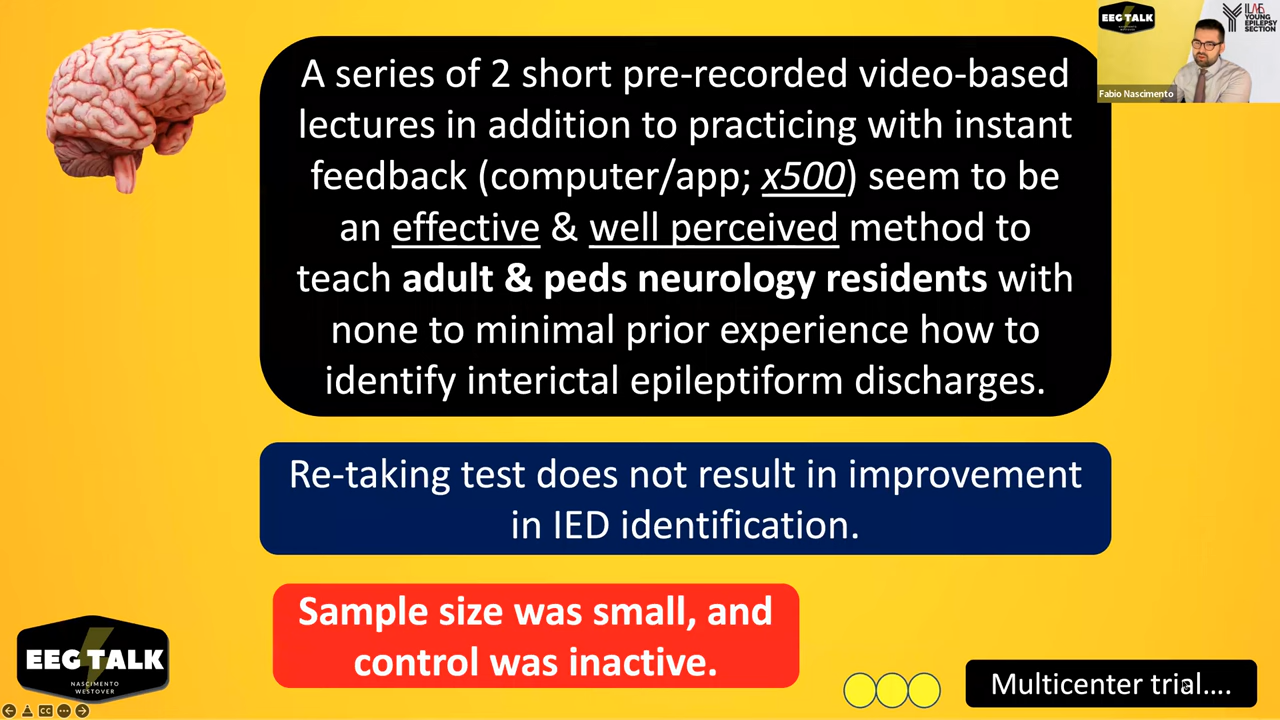 A series of 2 short pre-recorded video-based
lectures in addition to practicing with instant
feedback (computer/app; x500) seem to be
an effective & well perceived method to
teach adult & peds neurology residents with
none to minimal prior experience how to
identify interictal epileptiform discharges.
Re-taking test does not result in improvement
in IED identification.
Sample size was small, and
control was inactive.
Multicenter trial....
EEG TALK
NASCIMENTO
WESTOVER
CC
EEG TALK
Fabio Nascimento
ILAE
YOUNG
EPILEPSY
SECTION